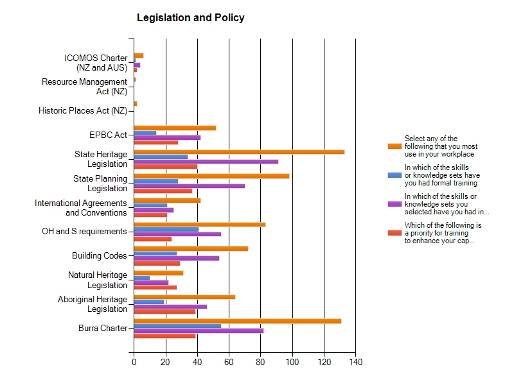 Legislation and Policy
ICOMOS Charter
(NZ and AUS)
Resource Management
Act (NZ)
Historic Places Act (NZ)
EPBC Act
State Heritage
Legislation
State Planning
Legislation
International Agreements
and Conventions
OH and S requirements
Building Codes
Natural Heritage
Legislation
Aboriginal Heritage
Legislation
Burra Charter
0 20 40 60 80 100 120 140
Select any of the
following that you most
use in your workplace
In which of the skills
or knowledge sets have
you had formal training
In which of the skills or
knowledge sets you
selected have you had in...
Which of the following is
a priority for training
to enhance your cap...